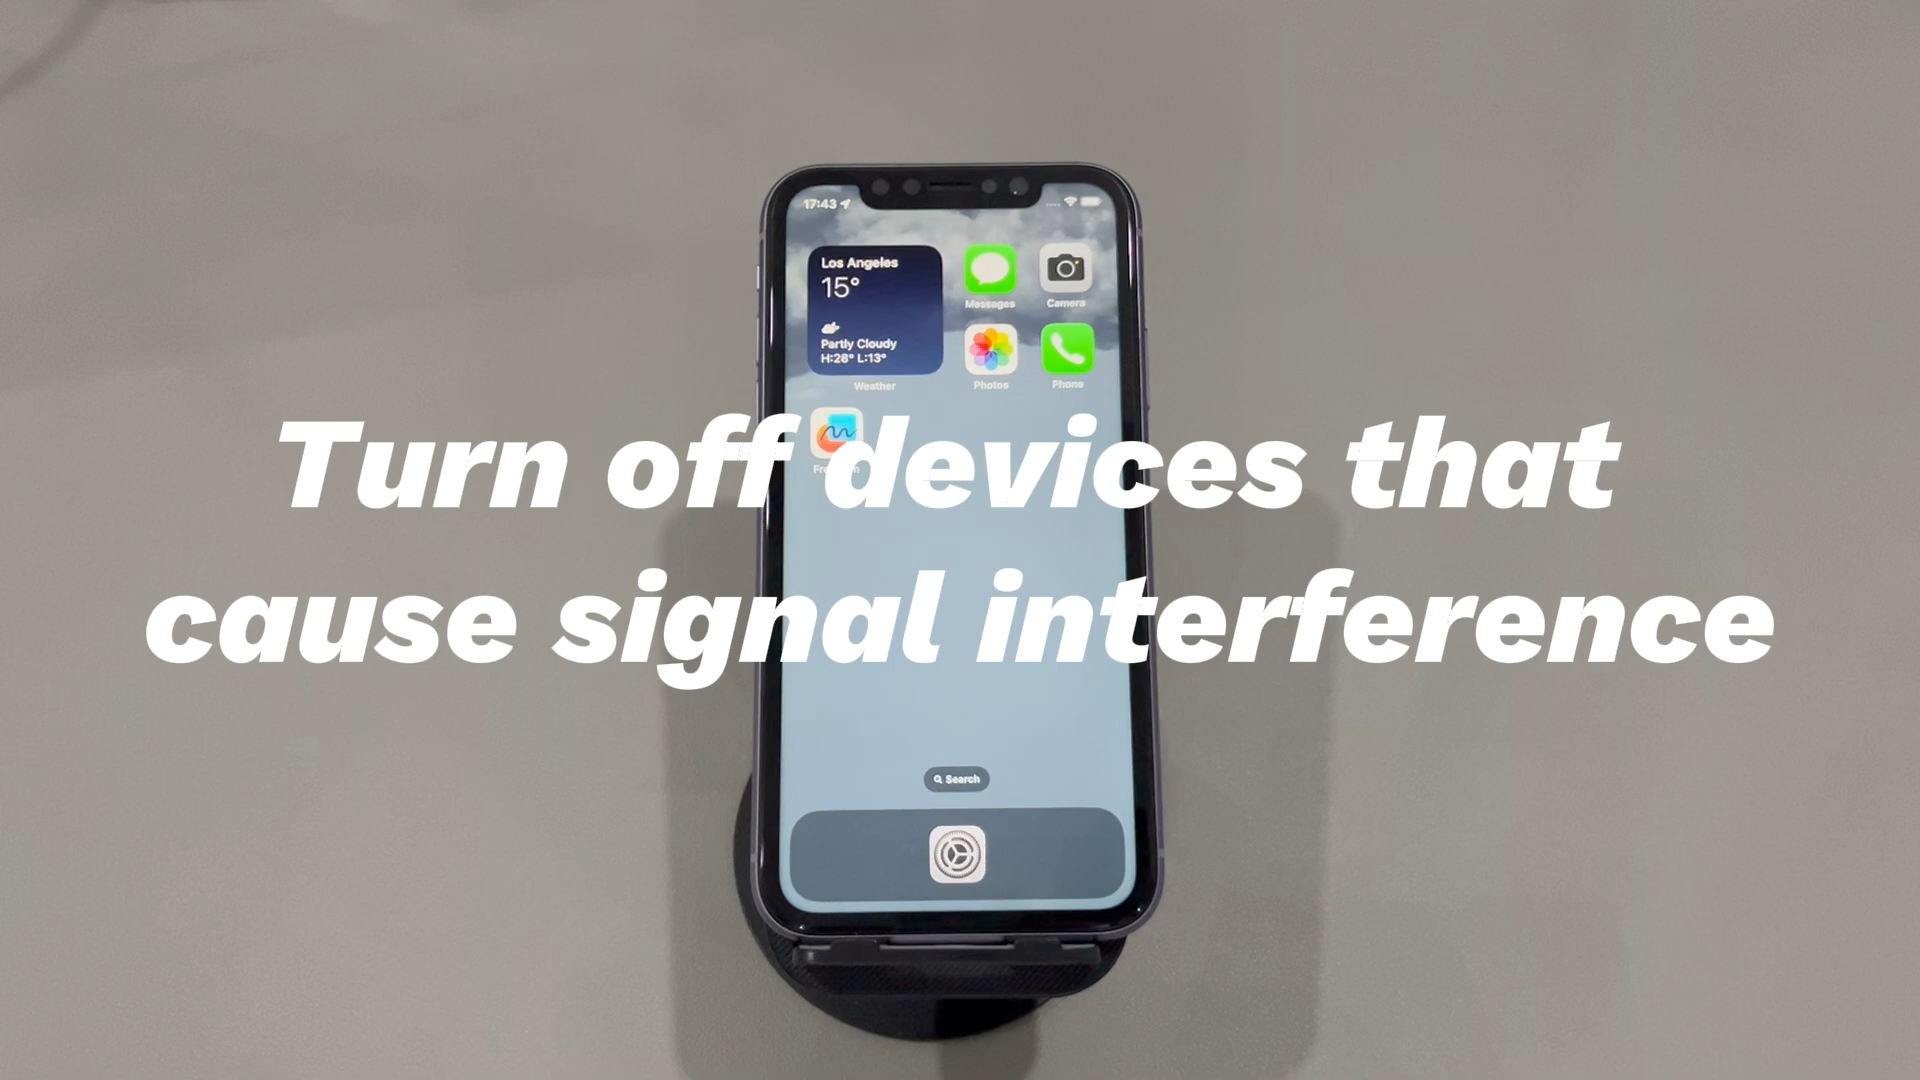 17:43
Los Angeles
15°
Partly Cloudy
H:28° L:13°
Weather
Messages
Camera
Photos
Phone
Turn off devices that
cause signal interference
Search